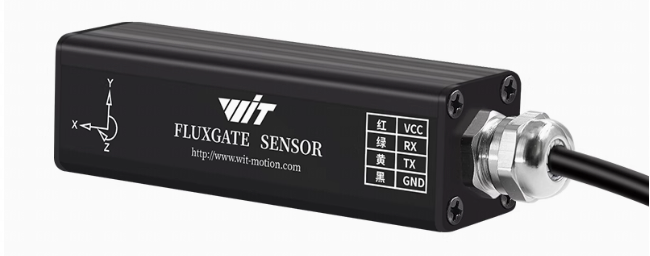 Y
X
Z
WIT
FLUXGATE SENSOR
http://www.wit-motion.com
红 VCC
绿 RX
黄 TX
黑 GND